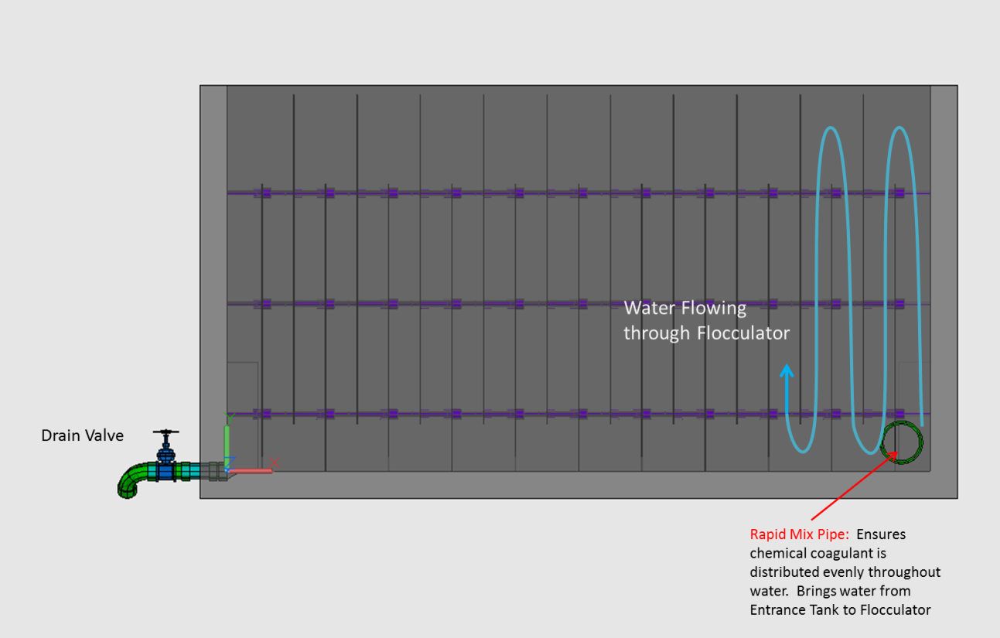 Water Flowing
through Flocculator
Drain Valve
Y
Z
X
Rapid Mix Pipe:  Ensures
chemical coagulant is
distributed evenly throughout
water.  Brings water from
Entrance Tank to Flocculator